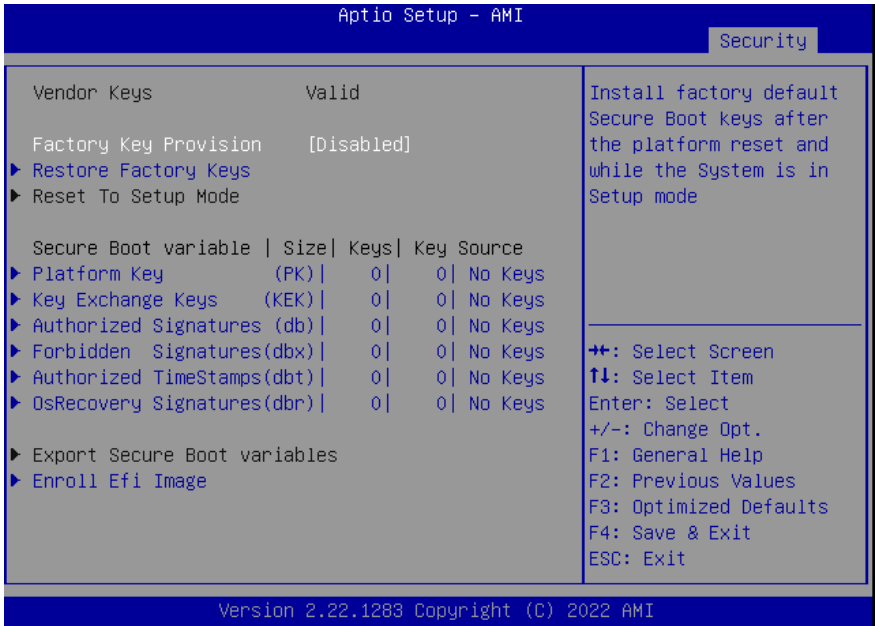 Aptio Setup – AMI
Security
Vendor Keys Valid
Factory Key Provision [Disabled]
Restore Factory Keys
Reset To Setup Mode
Secure Boot variable | Size| Keys| Key Source
Platform Key (PK)| 0| 0| No Keys
Key Exchange Keys (KEK)| 0| 0| No Keys
Authorized Signatures (db)| 0| 0| No Keys
Forbidden Signatures(dbx)| 0| 0| No Keys
Authorized TimeStamps(dbt)| 0| 0| No Keys
OsRecovery Signatures(dbr)| 0| 0| No Keys
Export Secure Boot variables
Enroll Efi Image
Install factory default
Secure Boot keys after
the platform reset and
while the System is in
Setup mode
→←: Select Screen
↑↓: Select Item
Enter: Select
+/-: Change Opt.
F1: General Help
F2: Previous Values
F3: Optimized Defaults
F4: Save & Exit
ESC: Exit
Version 2.22.1283 Copyright (C) 2022 AMI